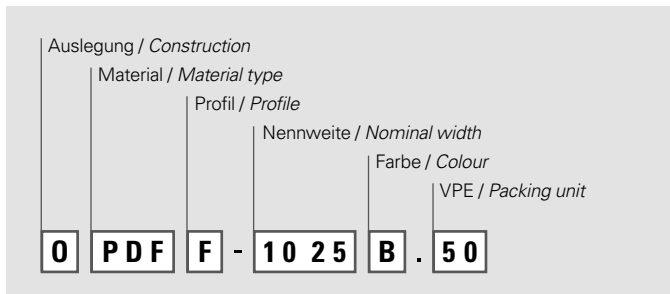 Auslegung / Construction
Material / Material type
Profil / Profile
Nennweite / Nominal width
Farbe / Colour
VPE / Packing unit
0 PDF F - 10 25 B . 50